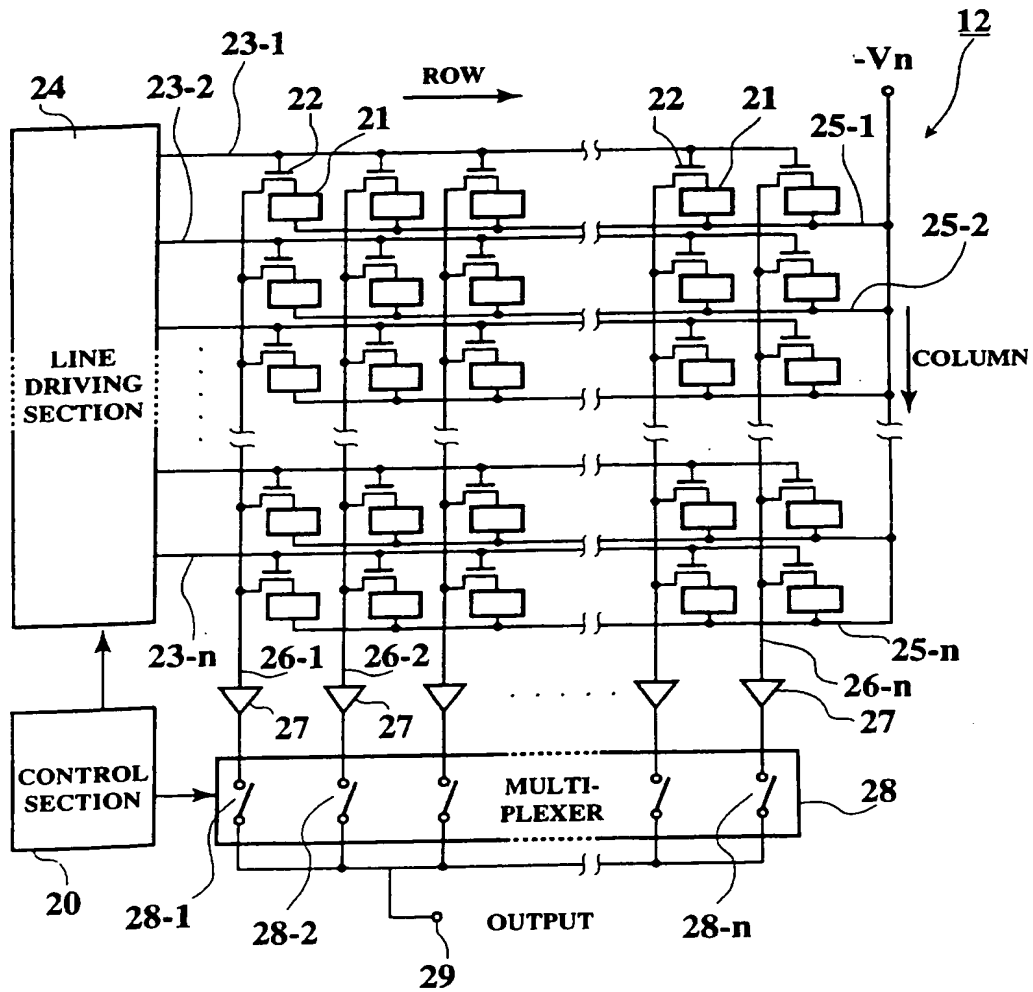 12
23-1
-Vn
23-2
ROW
24
22
21
22
21
25-1
25-2
LINE
DRIVING
SECTION
COLUMN
23-n
26-1
26-2
25-n
26-n
27
27
27
CONTROL
SECTION
MULTI-
PLEXER
28
20
28-1
28-2
OUTPUT
28-n
29